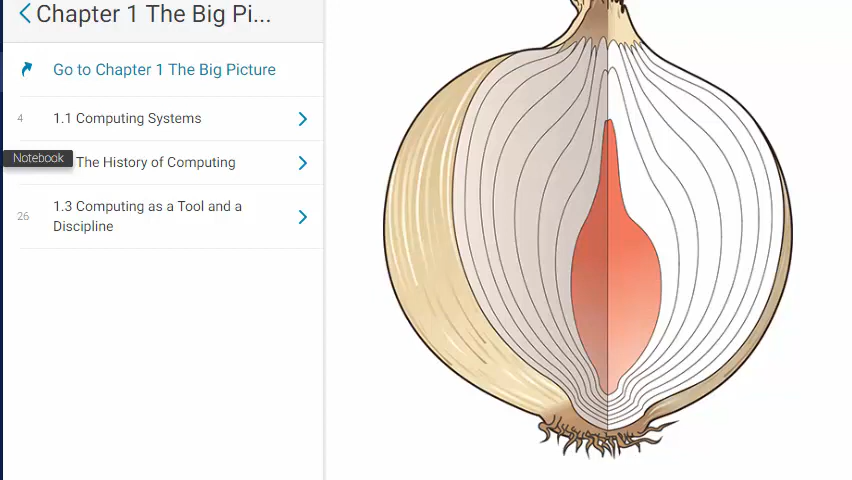 Chapter 1 The Big Pi...
Go to Chapter 1 The Big Picture
4
1.1 Computing Systems
Notebook
The History of Computing
26
1.3 Computing as a Tool and a
Discipline